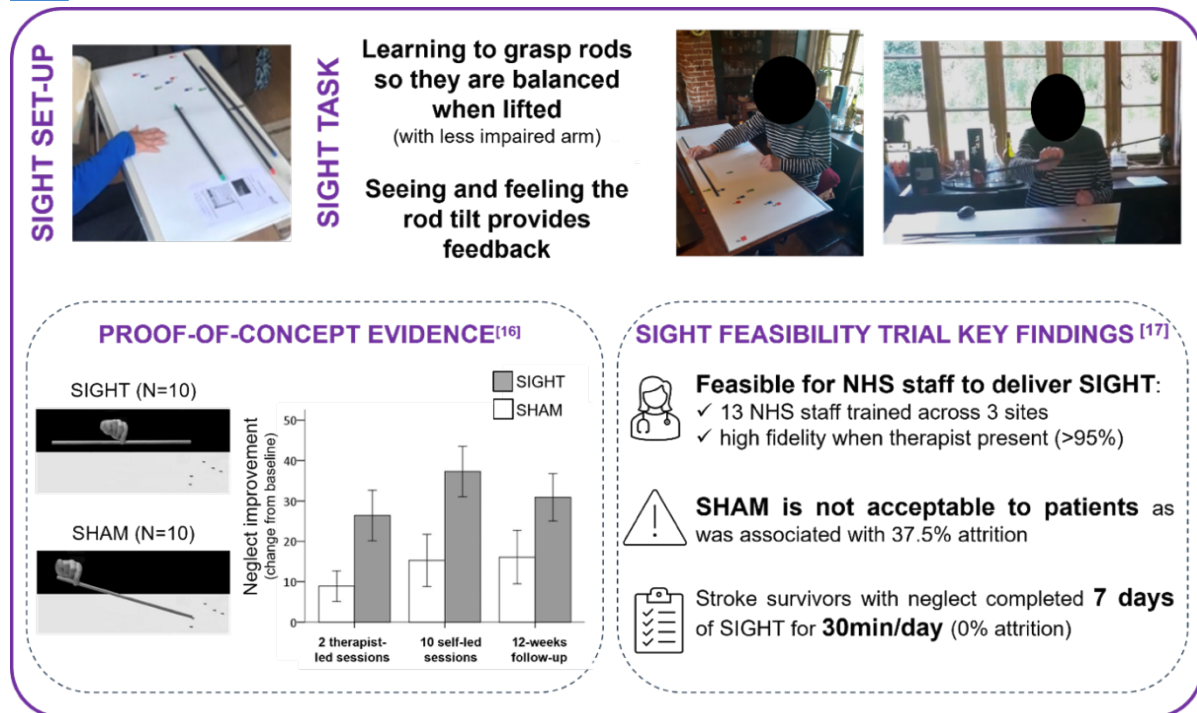 SIGHT SET-UP
SIGHT TASK
Learning to grasp rods
so they are balanced
when lifted
(with less impaired arm)
Seeing and feeling the
rod tilt provides
feedback
PROOF-OF-CONCEPT EVIDENCE[16]
SIGHT (N=10)
SHAM (N=10)
SIGHT
SHAM
Neglect improvement
(change from baseline)
50
40
30
20
10
0
2 therapist-
led sessions
10 self-led
sessions
12-weeks
follow-up
SIGHT FEASIBILITY TRIAL KEY FINDINGS [17]
Feasible for NHS staff to deliver SIGHT:
✓ 13 NHS staff trained across 3 sites
✓ high fidelity when therapist present (>95%)
SHAM is not acceptable to patients as
was associated with 37.5% attrition
Stroke survivors with neglect completed 7 days
of SIGHT for 30min/day (0% attrition)